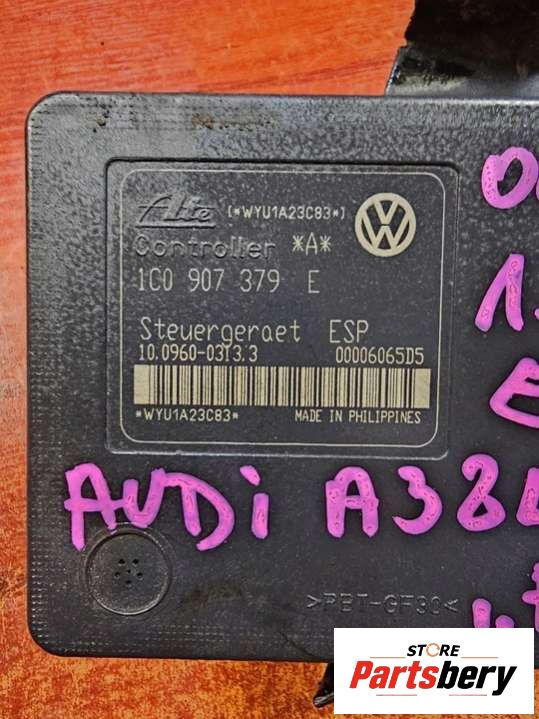 Ate [*WYU1A23C83*]
Controller *A*
1C0 907 379 E
Steuergeraet ESP
10.0960-0313.3 00006065D5
*WYU1A23C83* MADE IN PHILIPPINES
AUDi A38L
>PBT-GF30<
STORE
Partsbery